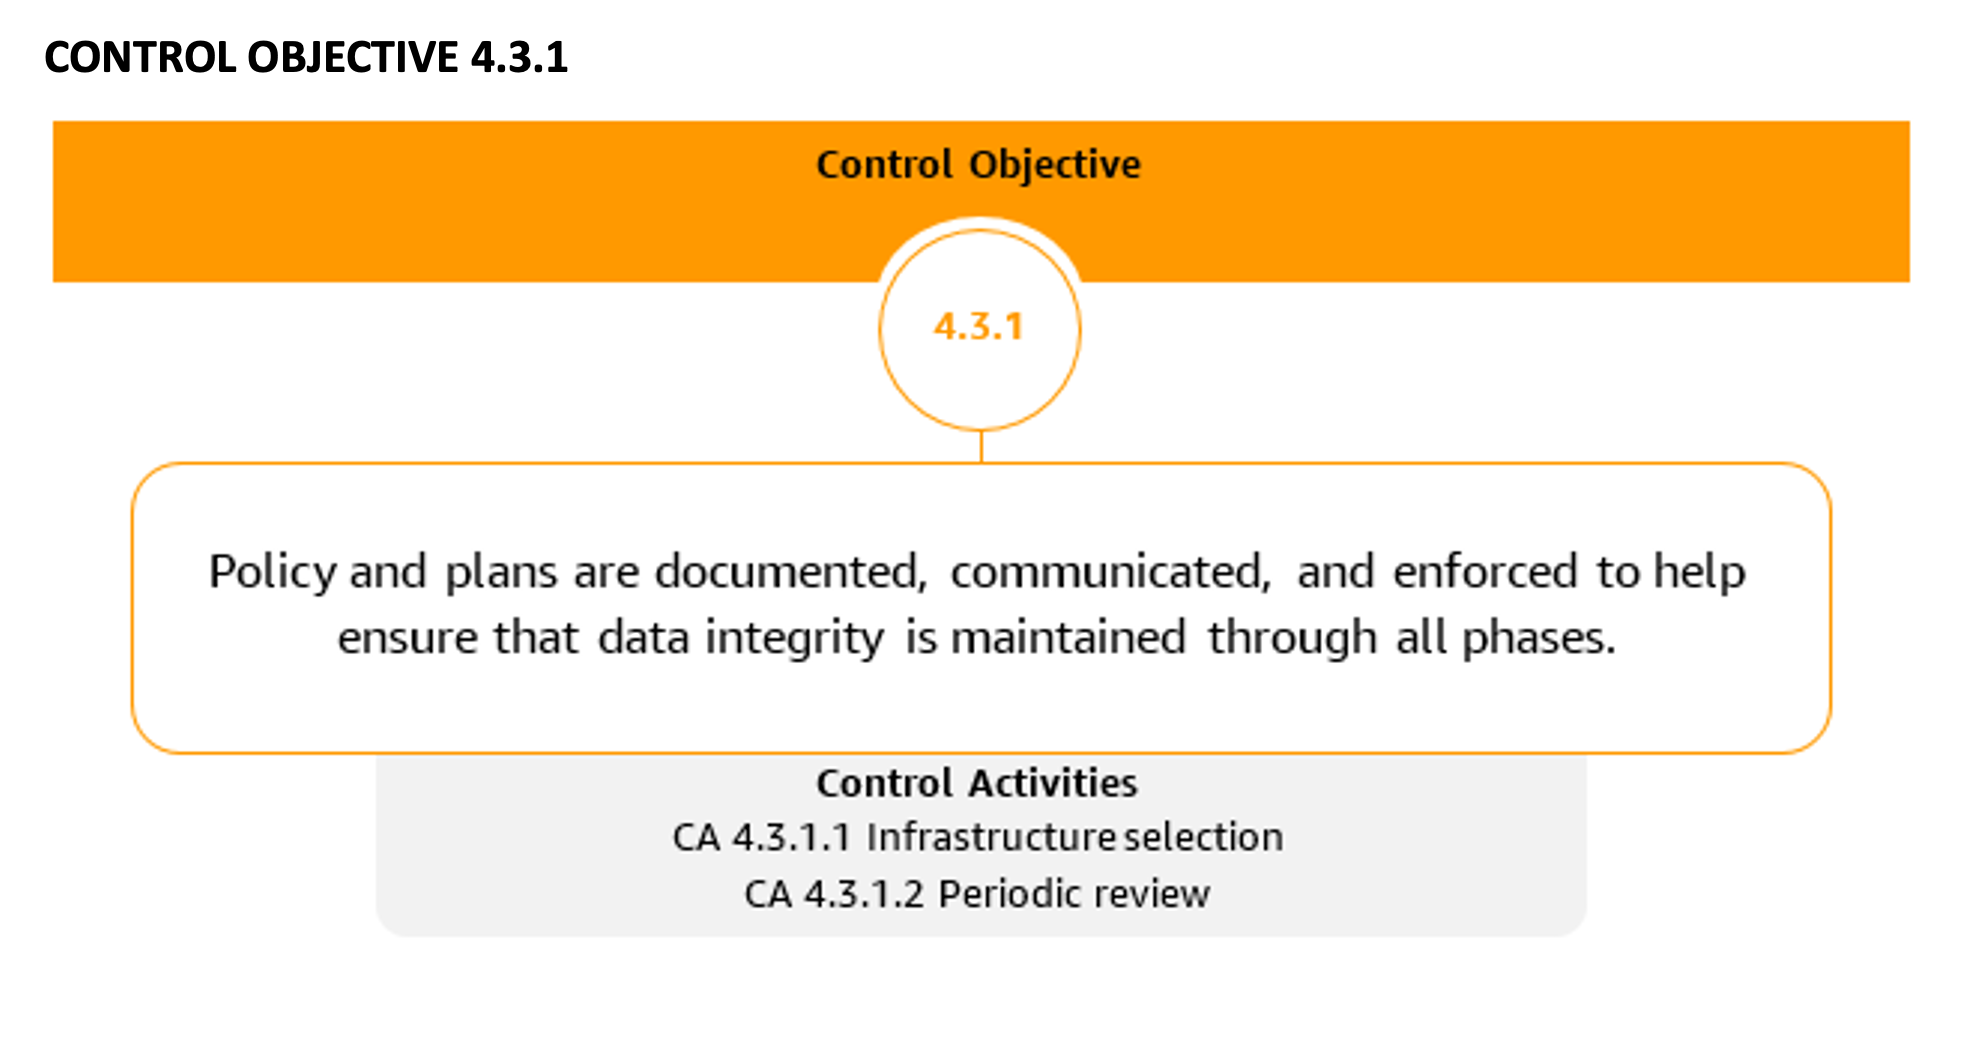 CONTROL OBJECTIVE 4.3.1
Control Objective
4.3.1
Policy and plans are documented, communicated, and enforced to help
ensure that data integrity is maintained through all phases.
Control Activities
CA 4.3.1.1 Infrastructure selection
CA 4.3.1.2 Periodic review